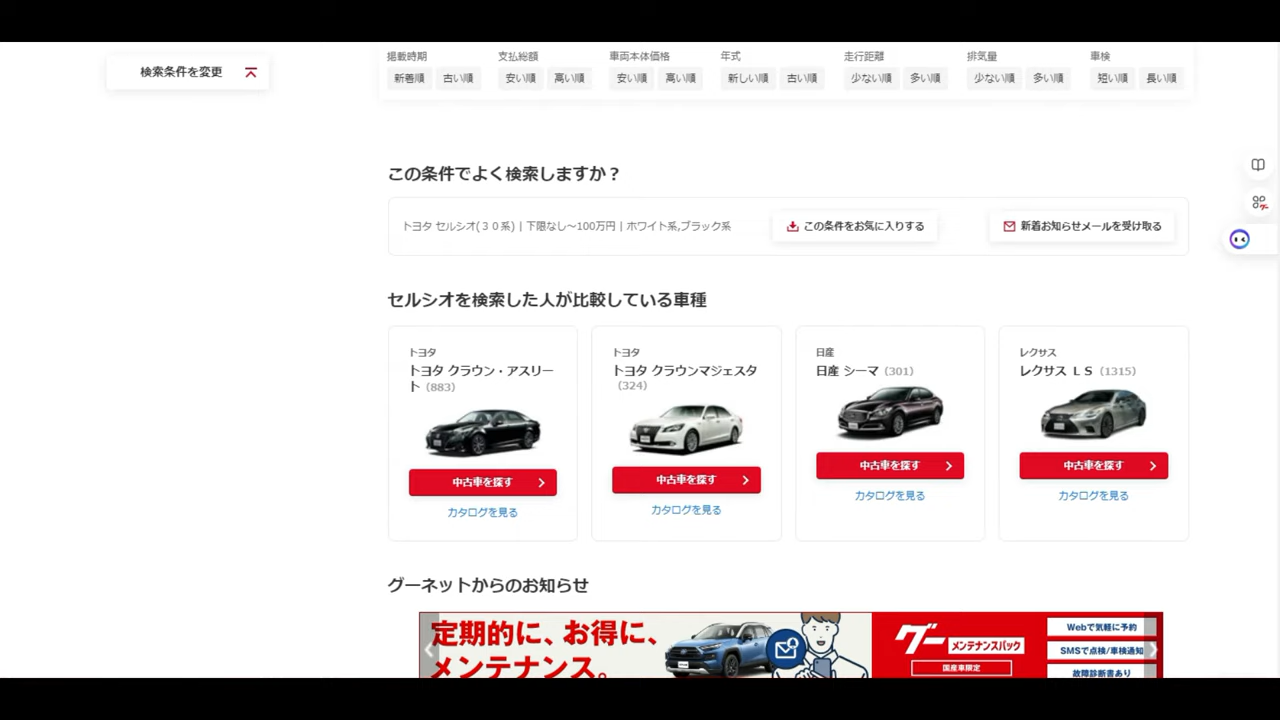 検索条件を変更
掲載時期 支払総額 車両本体価格 年式 走行距離 排気量 車検
新着順 古い順 安い順 高い順 安い順 高い順 新しい順 古い順 少ない順 多い順 少ない順 多い順 短い順 長い順
この条件でよく検索しますか？
トヨタ セルシオ(３０系)｜下限なし～100万円｜ホワイト系,ブラック系
この条件をお気に入りする
新着お知らせメールを受け取る
セルシオを検索した人が比較している車種
トヨタ
トヨタ クラウン・アスリー
ト (883)
中古車を探す
カタログを見る
トヨタ
トヨタ クラウンマジェスタ
(324)
中古車を探す
カタログを見る
日産
日産 シーマ (301)
中古車を探す
カタログを見る
レクサス
レクサス ＬＳ (1315)
中古車を探す
カタログを見る
グーネットからのお知らせ
定期的に、お得に、
メンテナンス。
グー メンテナンスパック
国産車限定
Webで気軽に予約
SMSで点検/車検通知
故障診断書あり